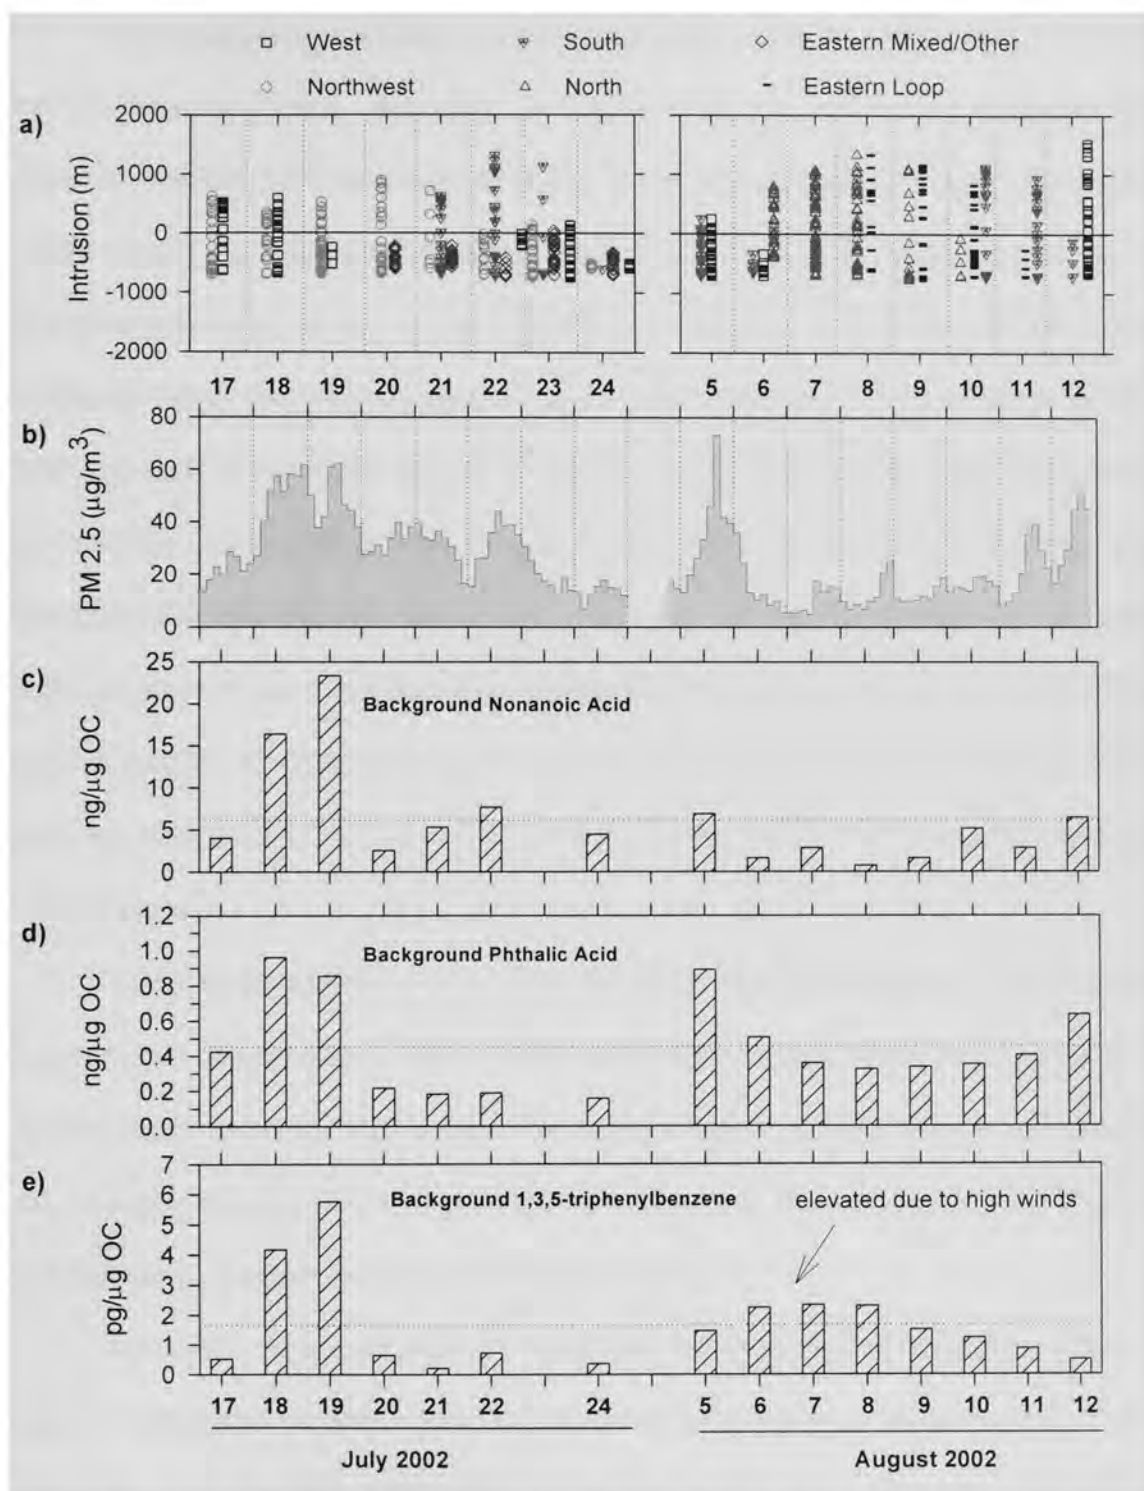 West South Eastern Mixed/Other
Northwest North Eastern Loop
a)
Intrusion (m)
2000
1000
0
-1000
-2000
17 18 19 20 21 22 23 24 5 6 7 8 9 10 11 12
b)
PM 2.5 (μg/m³)
80
60
40
20
0
c)
ng/μg OC
25
20
15
10
5
0
Background Nonanoic Acid
d)
ng/μg OC
1.2
1.0
0.8
0.6
0.4
0.2
0.0
Background Phthalic Acid
e)
pg/μg OC
7
6
5
4
3
2
1
0
Background 1,3,5-triphenylbenzene
elevated due to high winds
17 18 19 20 21 22 24 5 6 7 8 9 10 11 12
July 2002 August 2002